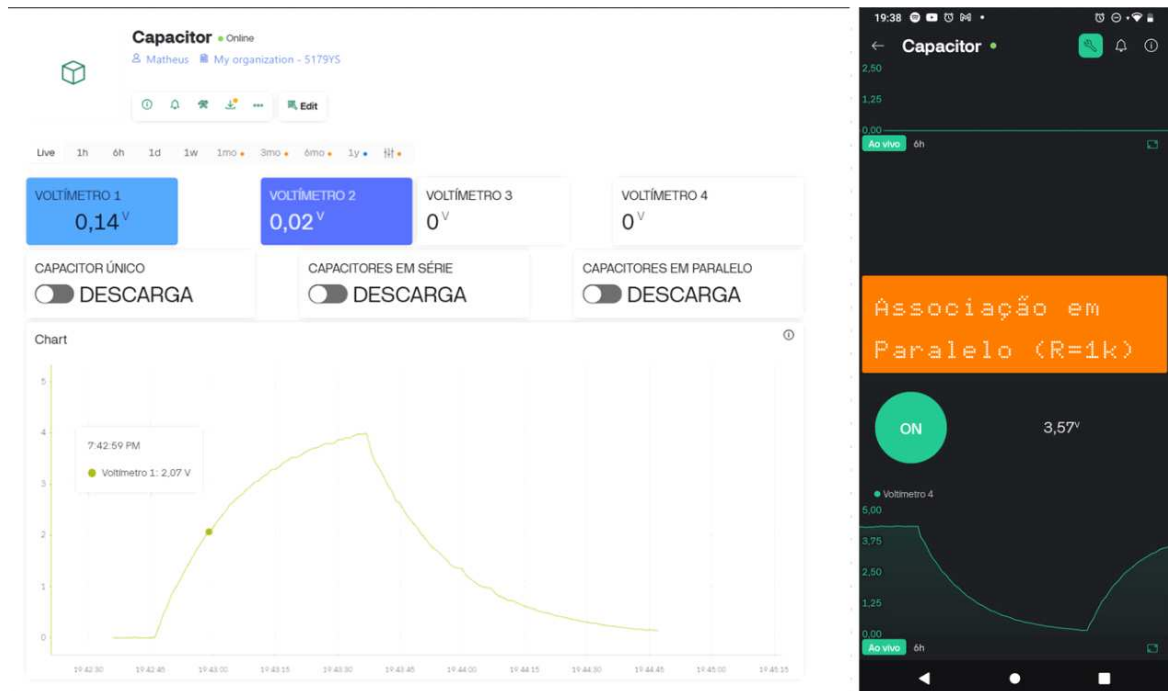 Capacitor • Online
Matheus My organization - 5179YS
Edit
Live 1h 6h 1d 1w 1mo 3mo 6mo 1y
VOLTÍMETRO 1
0,14 V
VOLTÍMETRO 2
0,02 V
VOLTÍMETRO 3
0 V
VOLTÍMETRO 4
0 V
CAPACITOR ÚNICO
DESCARGA
CAPACITORES EM SÉRIE
DESCARGA
CAPACITORES EM PARALELO
DESCARGA
Chart
5
4
3
2
1
0
7:42:59 PM
Voltímetro 1: 2,07 V
19:42:30 19:42:45 19:43:00 19:43:15 19:43:30 19:43:45 19:44:00 19:44:15 19:44:30 19:44:45 19:45:00 19:45:15
19:38
Capacitor
2,50
1,25
0,00
Ao vivo 6h
Associação em
Paralelo (R=1k)
ON
3,57 V
Voltímetro 4
5,00
3,75
2,50
1,25
0,00
Ao vivo 6h